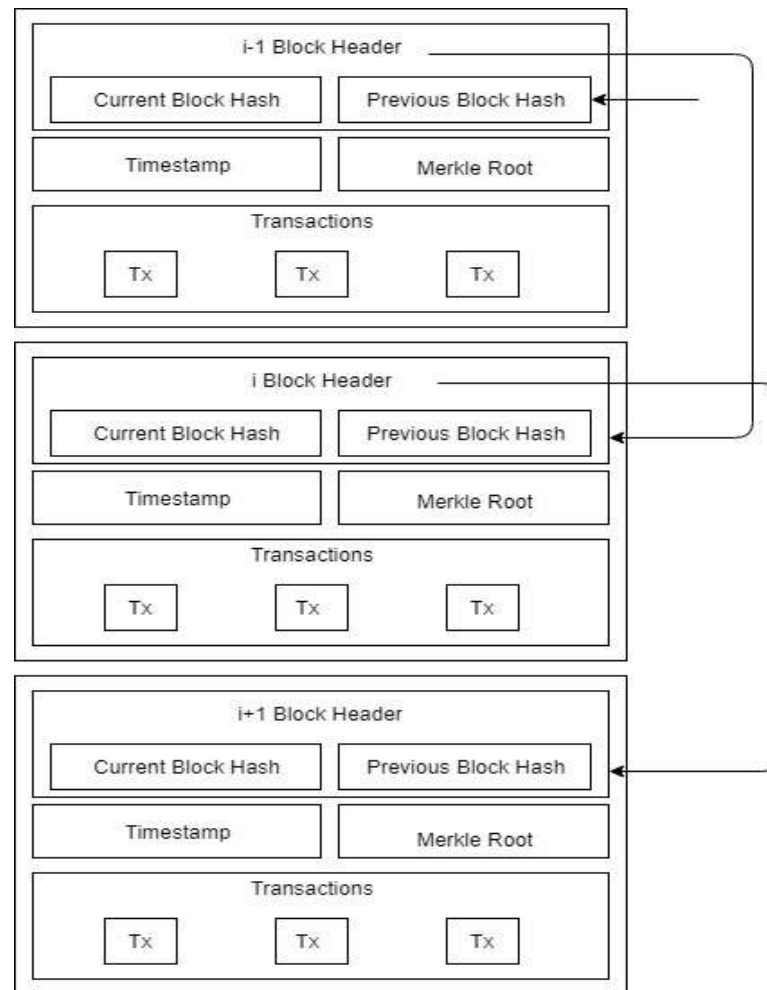 i-1 Block Header
Current Block Hash Previous Block Hash
Timestamp Merkle Root
Transactions
Tx Tx Tx
i Block Header
Current Block Hash Previous Block Hash
Timestamp Merkle Root
Transactions
Tx Tx Tx
i+1 Block Header
Current Block Hash Previous Block Hash
Timestamp Merkle Root
Transactions
Tx Tx Tx